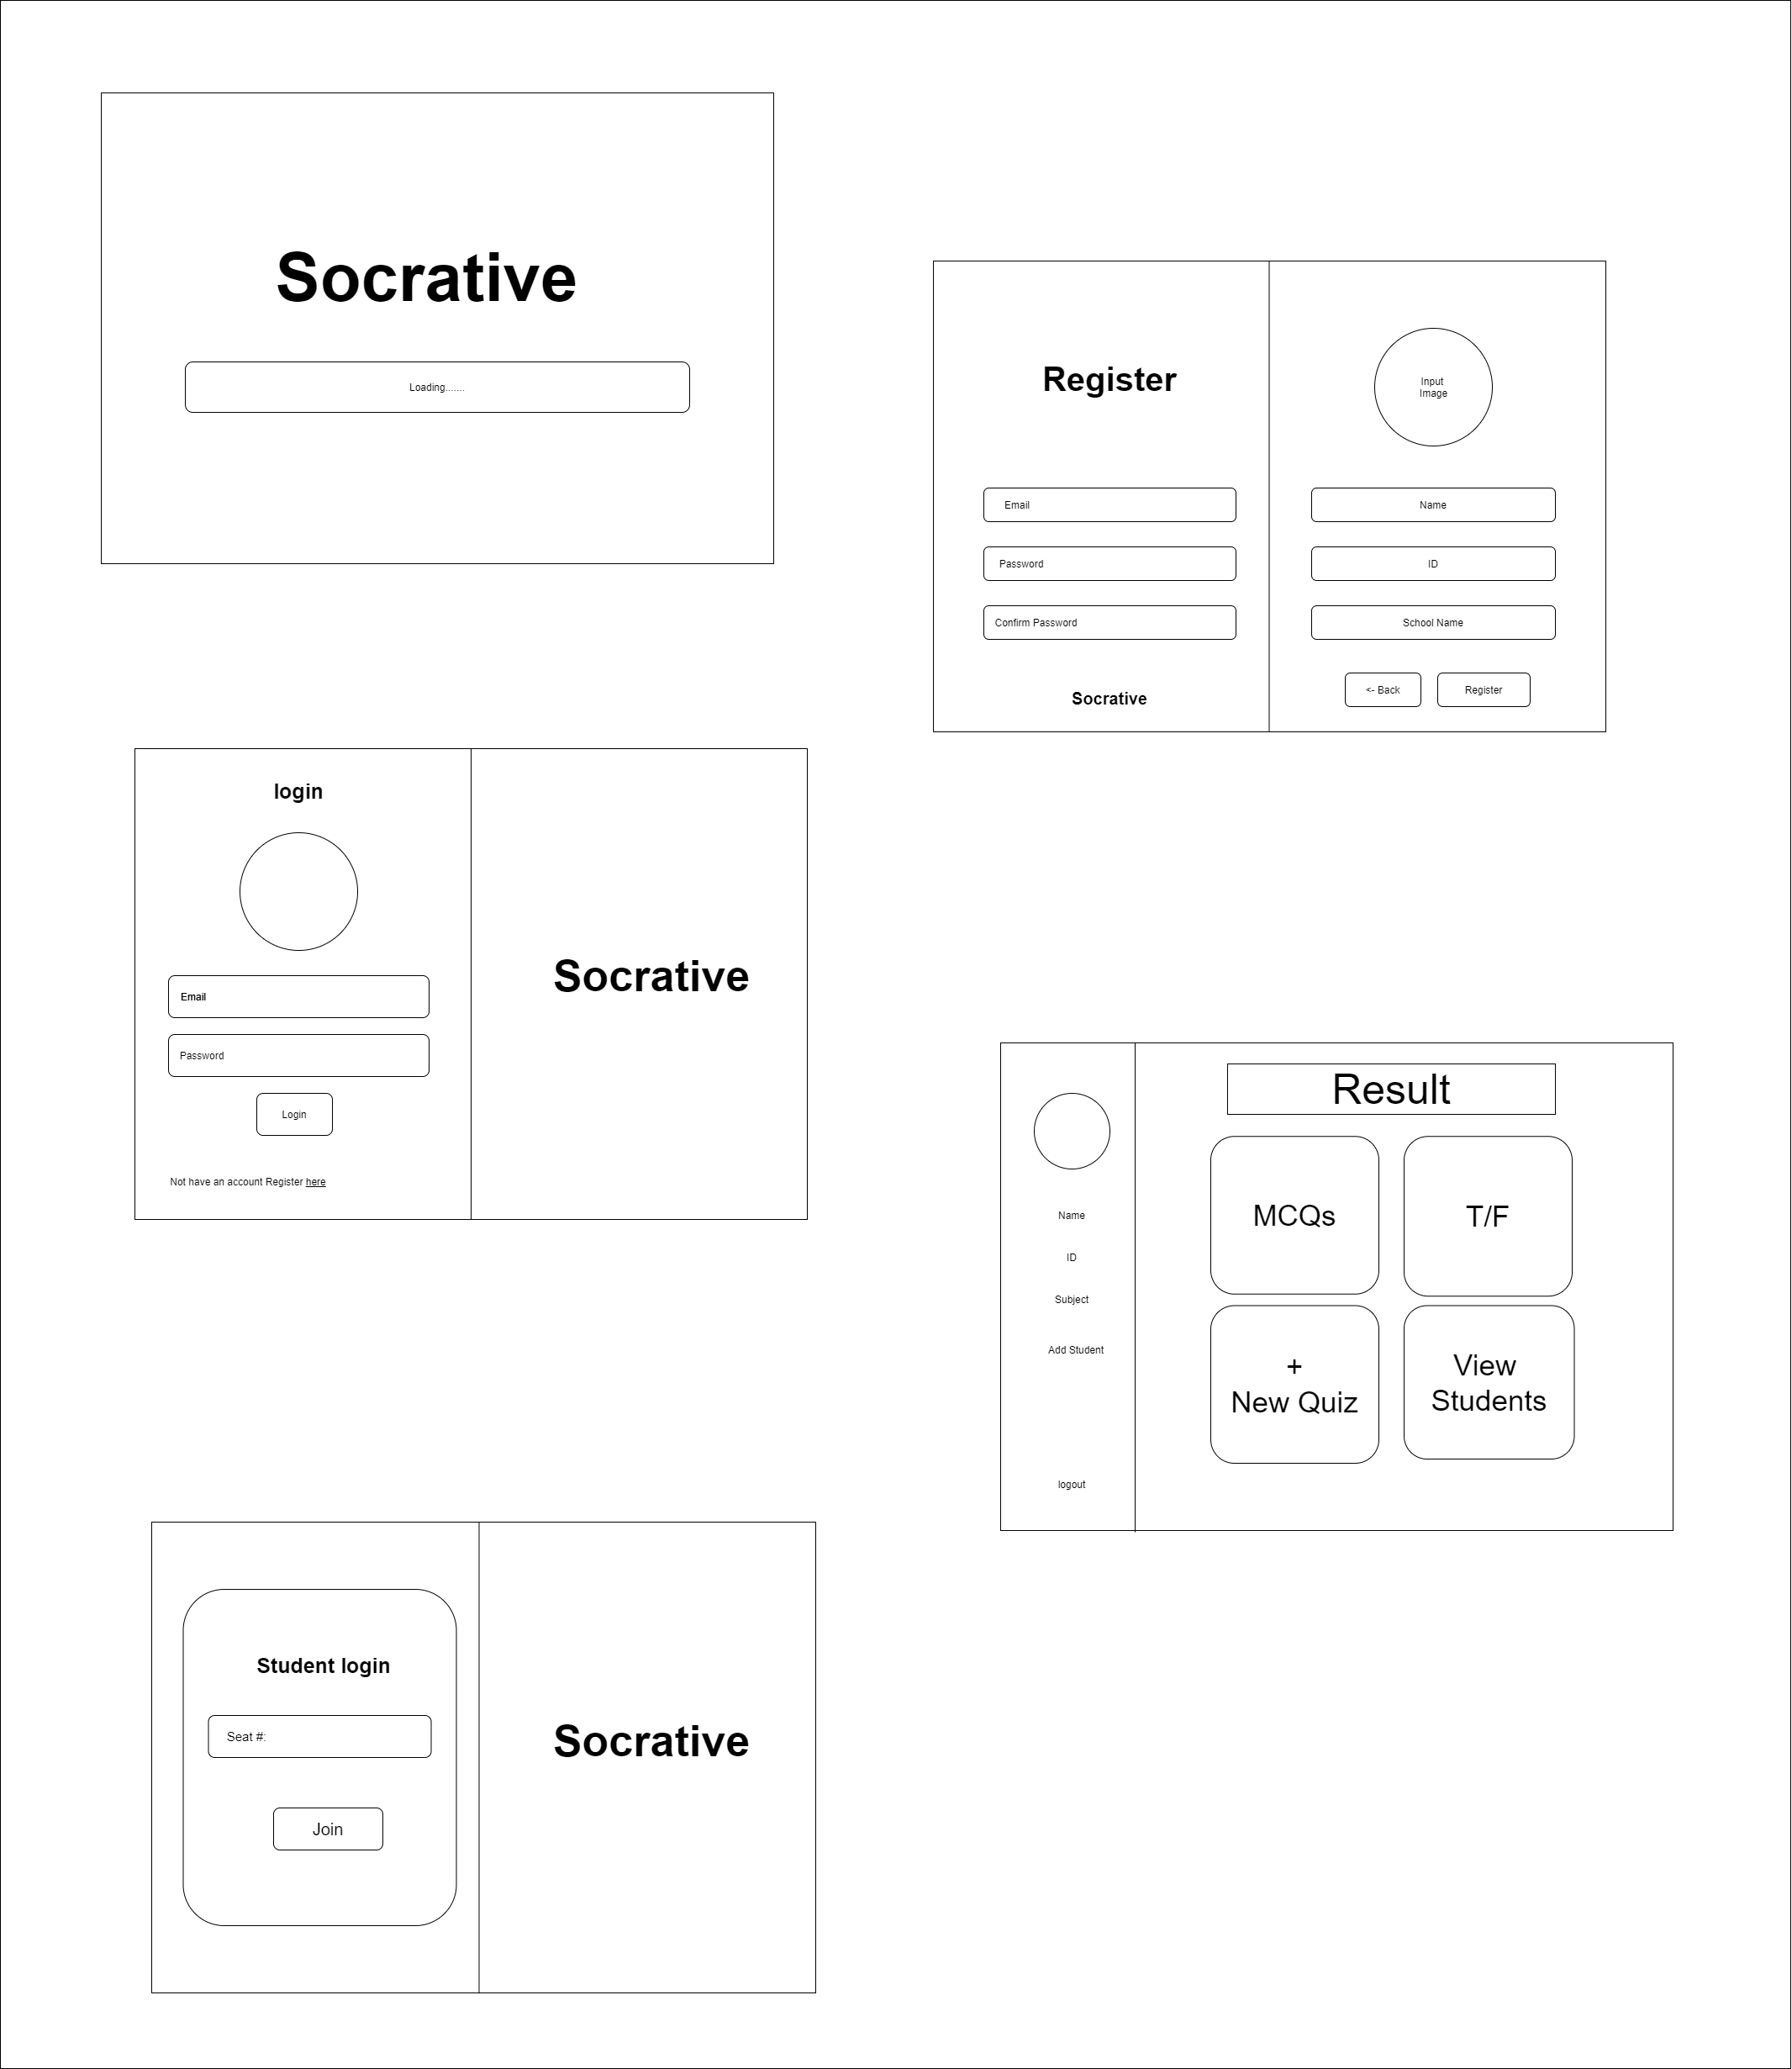 Socrative
Loading.......
Register
Email
Password
Confirm Password
Socrative
Input
Image
Name
ID
School Name
<- Back
Register
login
Email
Password
Login
Not have an account Register here
Socrative
Name
ID
Subject
Add Student
logout
Result
MCQs
T/F
+
New Quiz
View
Students
Student login
Seat #:
Join
Socrative